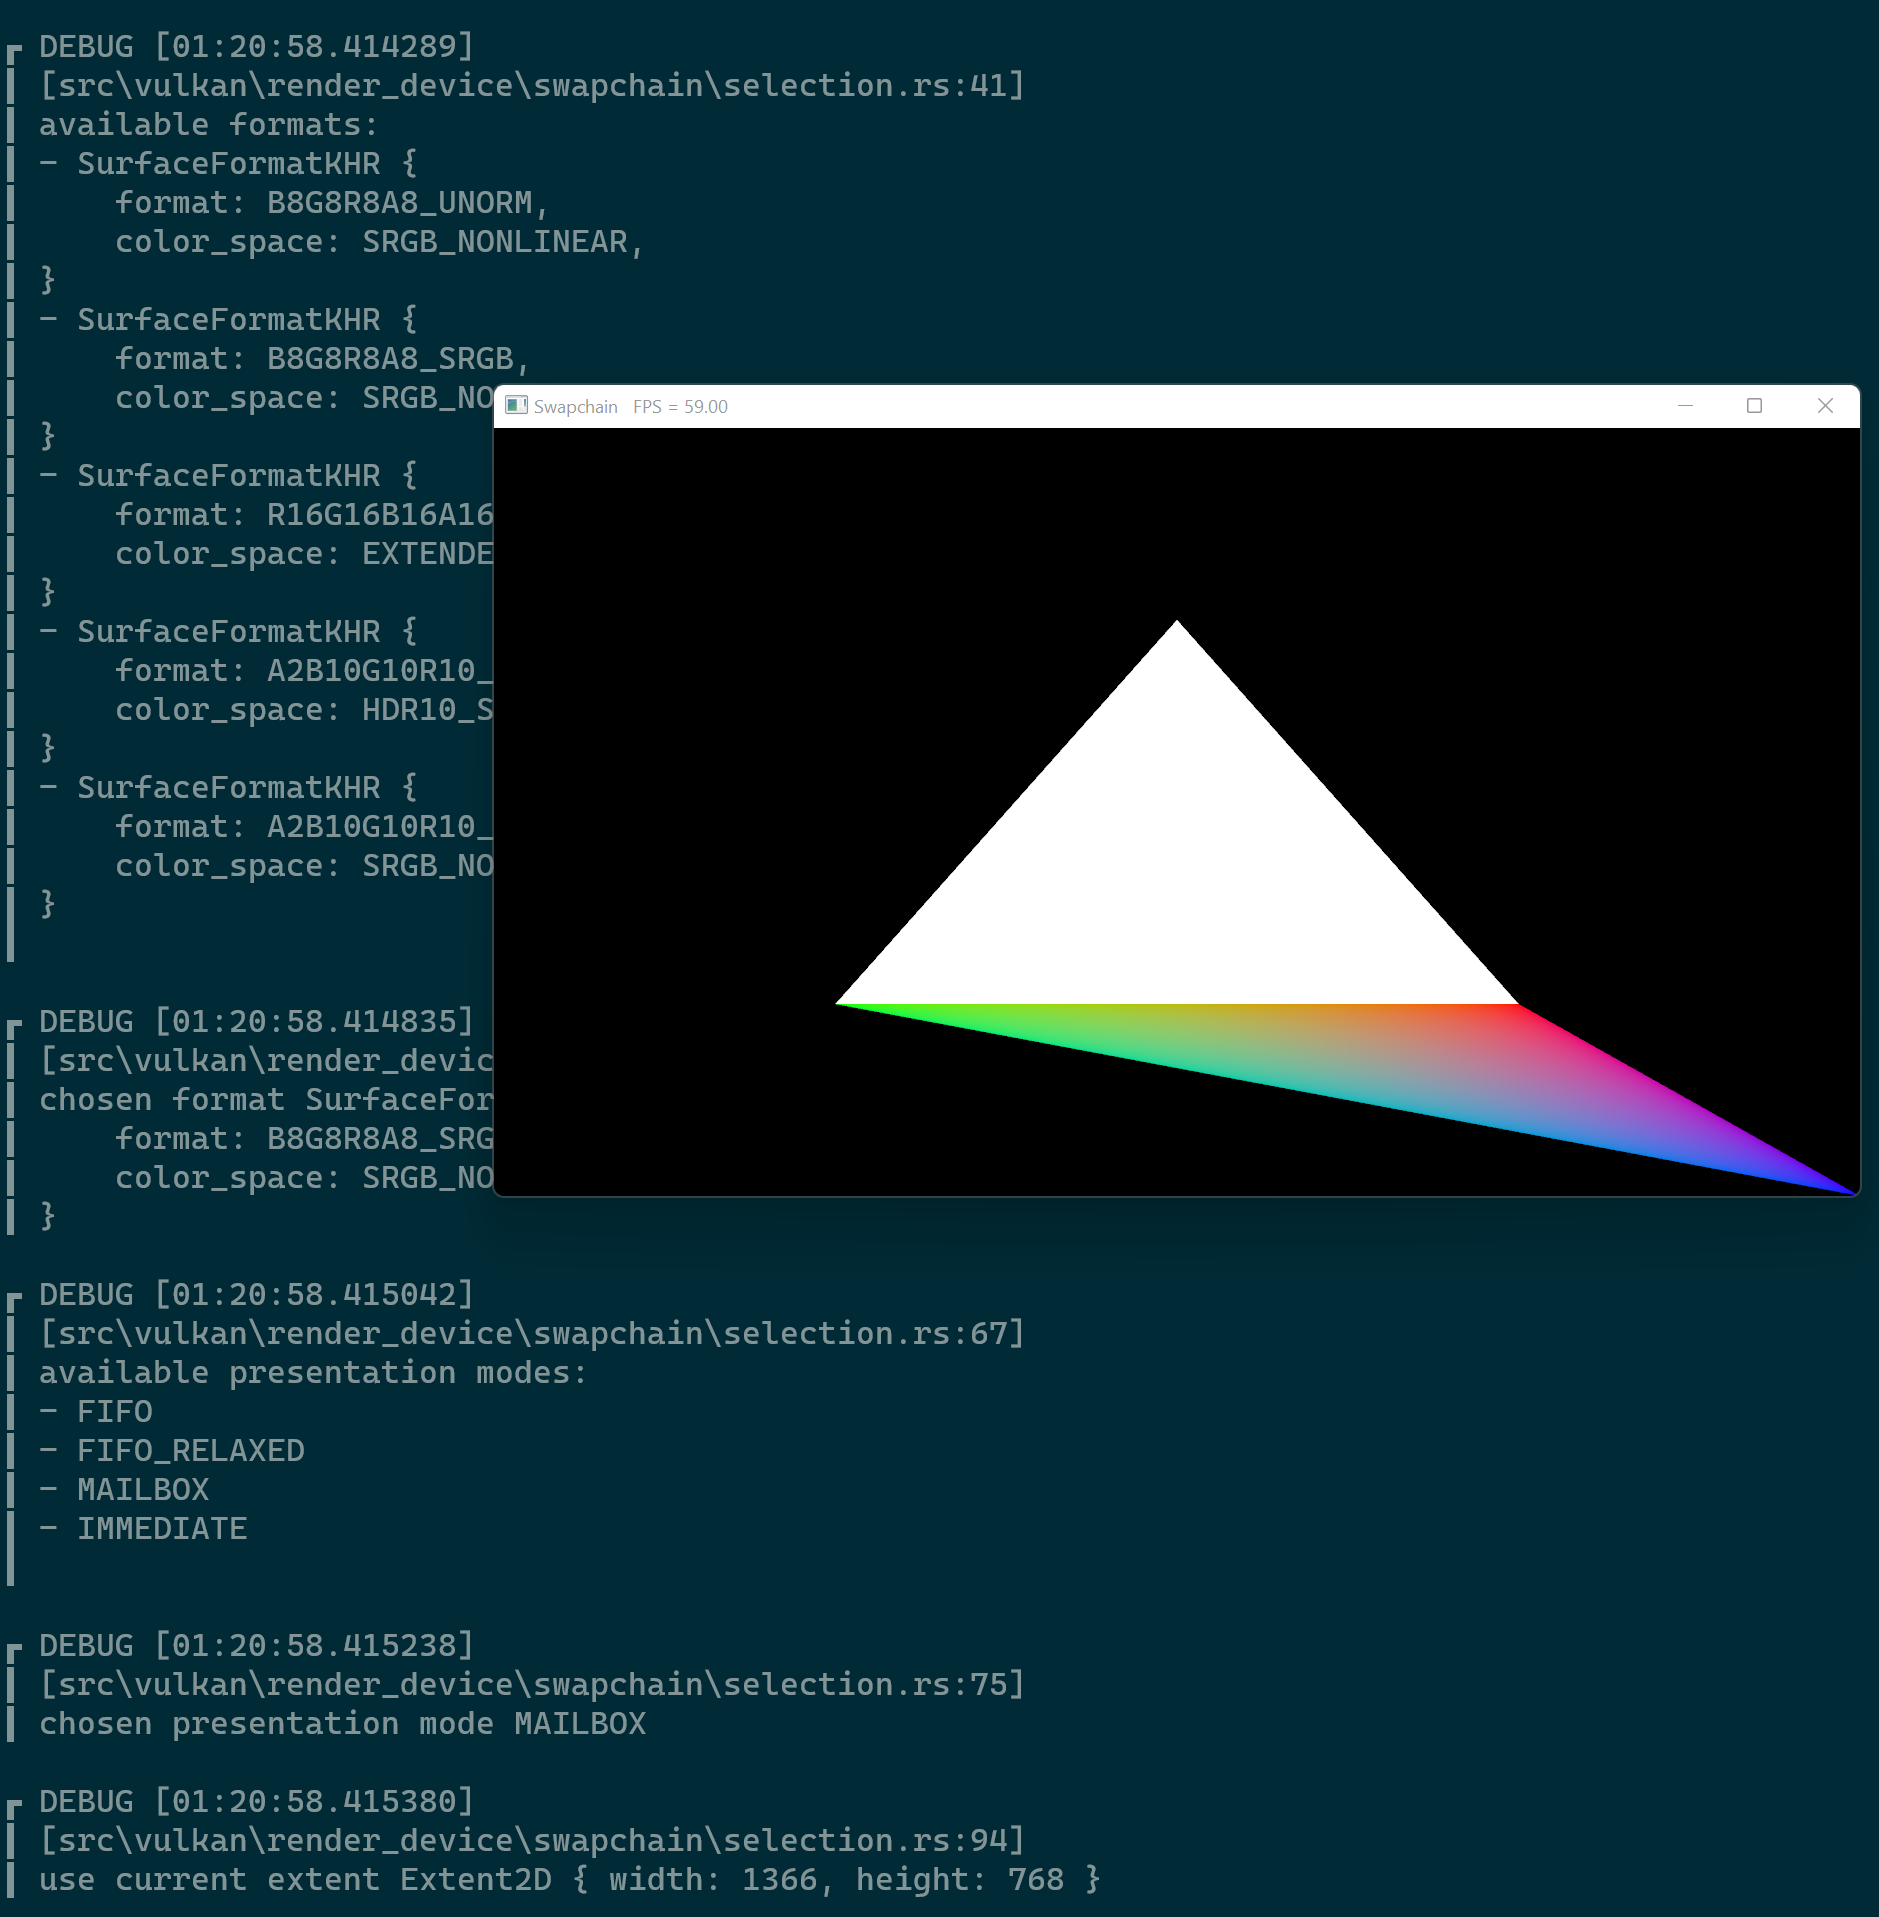 DEBUG [01:20:58.414289]
[src\vulkan\render_device\swapchain\selection.rs:41]
available formats:
- SurfaceFormatKHR {
format: B8G8R8A8_UNORM,
color_space: SRGB_NONLINEAR,
}
- SurfaceFormatKHR {
format: B8G8R8A8_SRGB,
color_space: SRGB_NO
}
- SurfaceFormatKHR {
format: R16G16B16A16
color_space: EXTENDE
}
- SurfaceFormatKHR {
format: A2B10G10R10_
color_space: HDR10_S
}
- SurfaceFormatKHR {
format: A2B10G10R10_
color_space: SRGB_NO
}
Swapchain FPS = 59.00
DEBUG [01:20:58.414835]
[src\vulkan\render_devic
chosen format SurfaceFor
format: B8G8R8A8_SRG
color_space: SRGB_NO
}
DEBUG [01:20:58.415042]
[src\vulkan\render_device\swapchain\selection.rs:67]
available presentation modes:
- FIFO
- FIFO_RELAXED
- MAILBOX
- IMMEDIATE
DEBUG [01:20:58.415238]
[src\vulkan\render_device\swapchain\selection.rs:75]
chosen presentation mode MAILBOX
DEBUG [01:20:58.415380]
[src\vulkan\render_device\swapchain\selection.rs:94]
use current extent Extent2D { width: 1366, height: 768 }